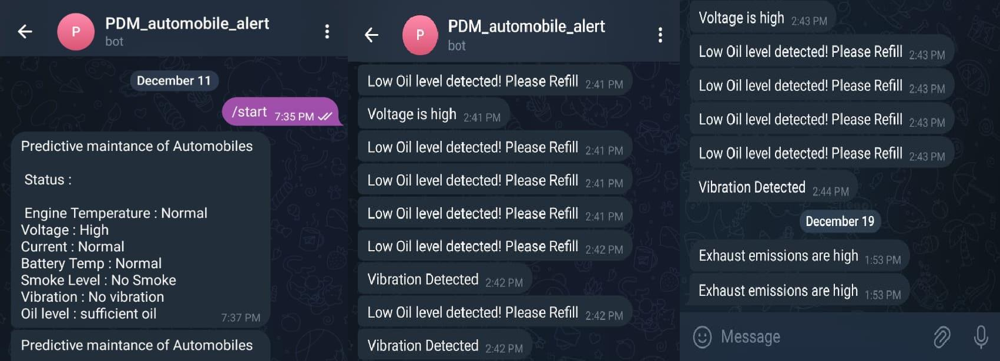 PDM_automobile_alert
bot
December 11
/start 7:35 PM
Predictive maintance of Automobiles
Status :
Engine Temperature : Normal
Voltage : High
Current : Normal
Battery Temp : Normal
Smoke Level : No Smoke
Vibration : No vibration
Oil level : sufficient oil
7:37 PM
Predictive maintance of Automobiles
PDM_automobile_alert
bot
Low Oil level detected! Please Refill 2:41 PM
Voltage is high 2:41 PM
Low Oil level detected! Please Refill 2:41 PM
Low Oil level detected! Please Refill 2:41 PM
Low Oil level detected! Please Refill 2:41 PM
Low Oil level detected! Please Refill 2:42 PM
Vibration Detected 2:42 PM
Low Oil level detected! Please Refill 2:42 PM
Vibration Detected 2:42 PM
Voltage is high 2:43 PM
Low Oil level detected! Please Refill 2:43 PM
Low Oil level detected! Please Refill 2:43 PM
Low Oil level detected! Please Refill 2:43 PM
Low Oil level detected! Please Refill 2:43 PM
Vibration Detected 2:44 PM
December 19
Exhaust emissions are high 1:53 PM
Exhaust emissions are high 1:53 PM
Message
P
P